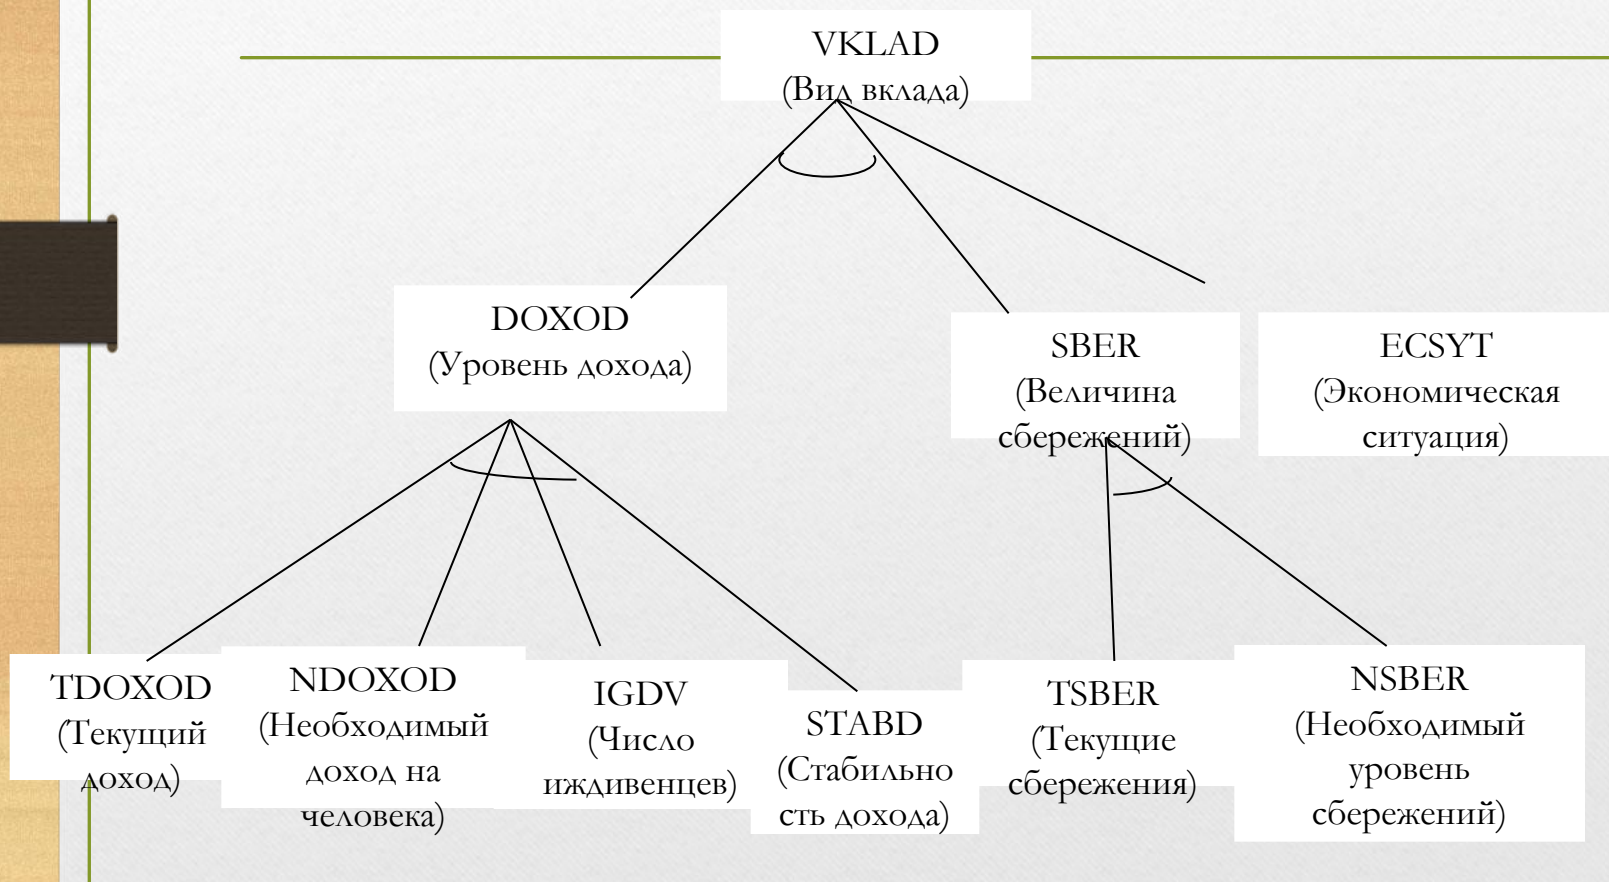 VKLAD
(Вид вклада)
DOXOD
(Уровень дохода)
SBER
(Величина
сбережений)
ECSYT
(Экономическая
ситуация)
TDOXOD
(Текущий
доход)
NDOXOD
(Необходимый
доход на
человека)
IGDV
(Число
иждивенцев)
STABD
(Стабильно
сть дохода)
TSBER
(Текущие
сбережения)
NSBER
(Необходимый
уровень
сбережений)